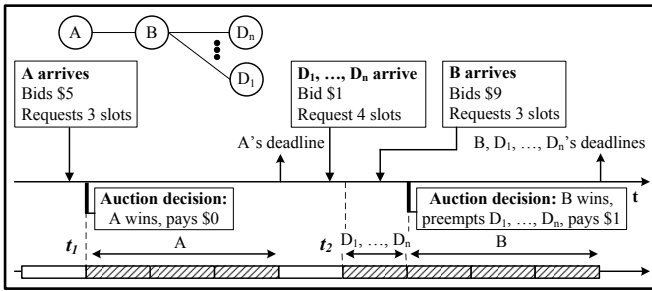 A
B
Dn
D1
A arrives
Bids $5
Requests 3 slots
D1, …, Dn arrive
Bid $1
Request 4 slots
B arrives
Bids $9
Requests 3 slots
A's deadline
B, D1, …, Dn's deadlines
t
Auction decision:
A wins, pays $0
Auction decision: B wins,
preempts D1, …, Dn, pays $1
t1
A
t2
D1, …, Dn
B